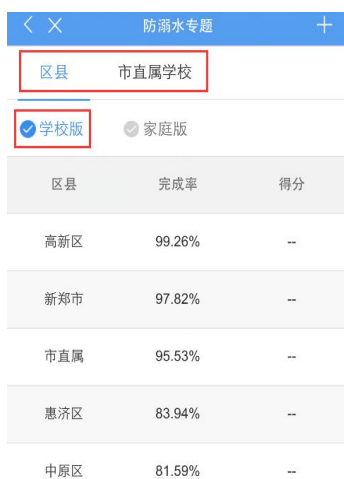 防溺水专题
区县 市直属学校
学校版 家庭版
区县 完成率 得分
高新区 99.26% --
新郑市 97.82% --
市直属 95.53% --
惠济区 83.94% --
中原区 81.59% --